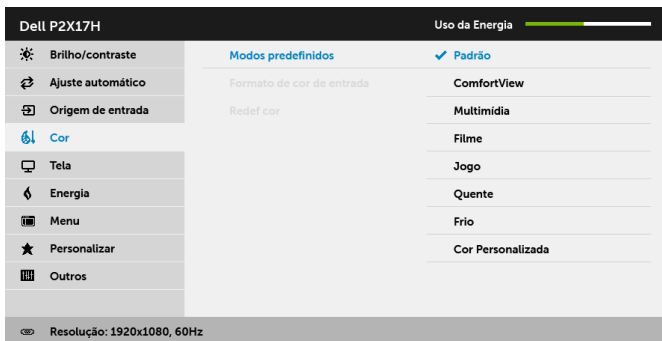 Dell P2X17H Uso da Energia
Brilho/contraste Modos predefinidos Padrão
Ajuste automático Formato de cor de entrada ComfortView
Origem de entrada Redef cor Multimídia
Cor Filme
Tela Jogo
Energia Quente
Menu Frio
Personalizar Cor Personalizada
Outros
Resolução: 1920x1080, 60Hz